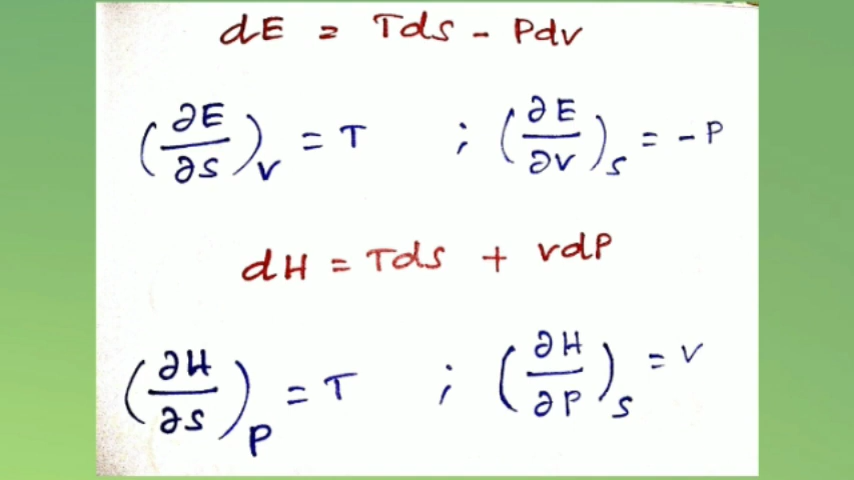 dE = Tds - Pdv
(∂E/∂S)v = T ; (∂E/∂v)s = -P
dH = Tds + vdP
(∂H/∂S)P = T ; (∂H/∂P)s = v